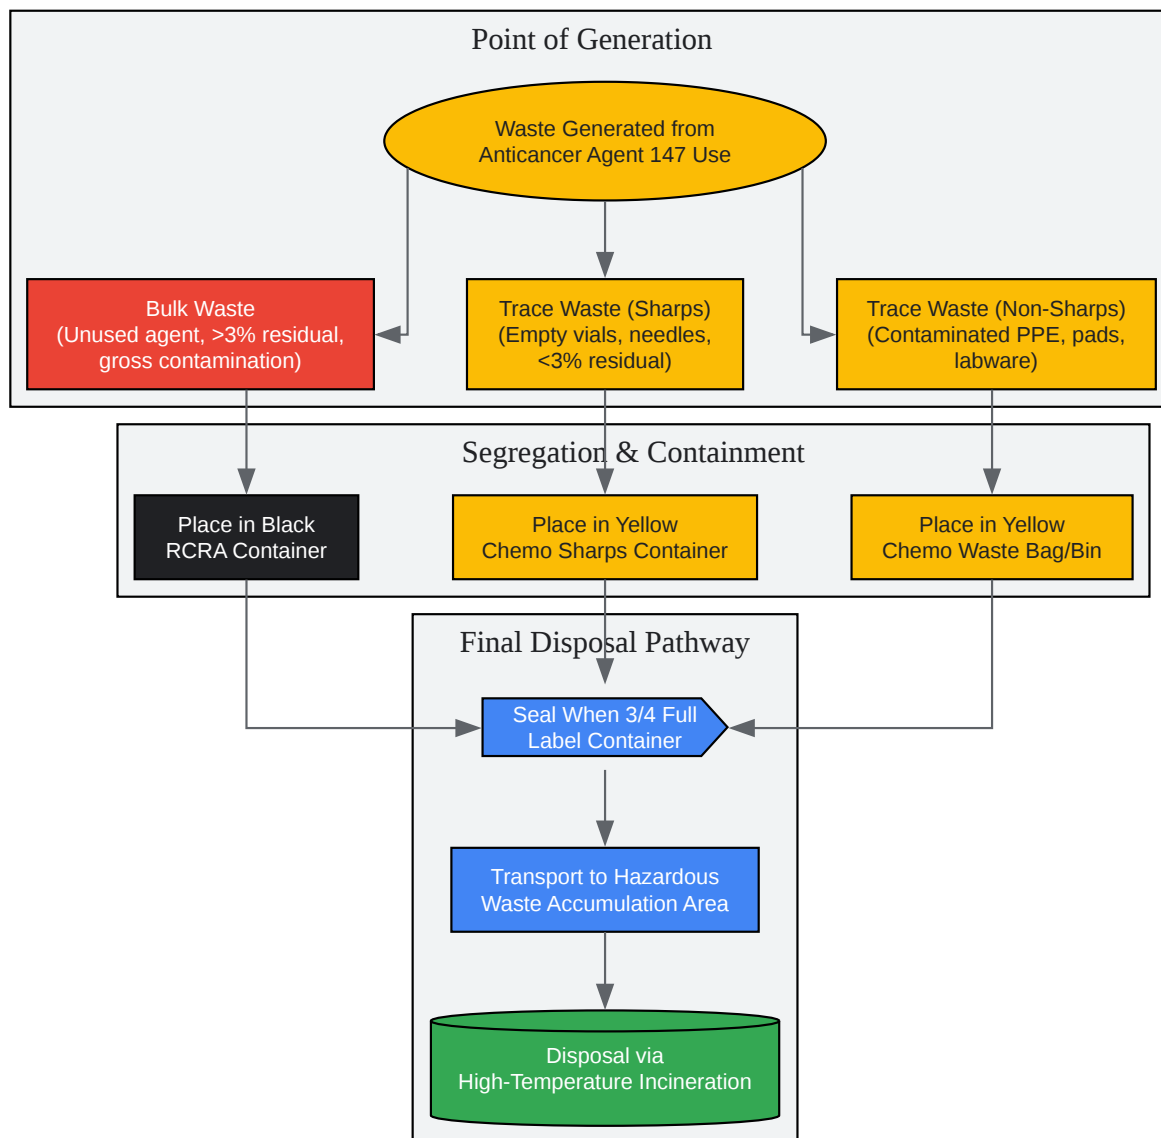 Point of Generation
Waste Generated from
Anticancer Agent 147 Use
Bulk Waste
(Unused agent, >3% residual,
gross contamination)
Trace Waste (Sharps)
(Empty vials, needles,
<3% residual)
Trace Waste (Non-Sharps)
(Contaminated PPE, pads,
labware)
Segregation & Containment
Place in Black
RCRA Container
Place in Yellow
Chemo Sharps Container
Place in Yellow
Chemo Waste Bag/Bin
Final Disposal Pathway
Seal When 3/4 Full
Label Container
Transport to Hazardous
Waste Accumulation Area
Disposal via
High-Temperature Incineration